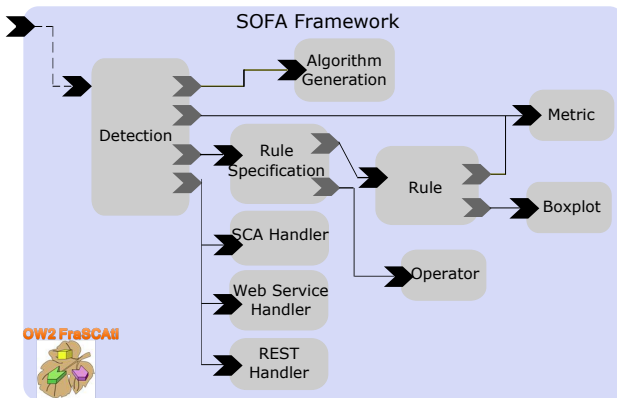 SOFA Framework
Algorithm
Generation
Metric
Detection
Rule
Specification
Rule
Boxplot
SCA Handler
Operator
Web Service
Handler
OW2 FraSCAti
REST
Handler